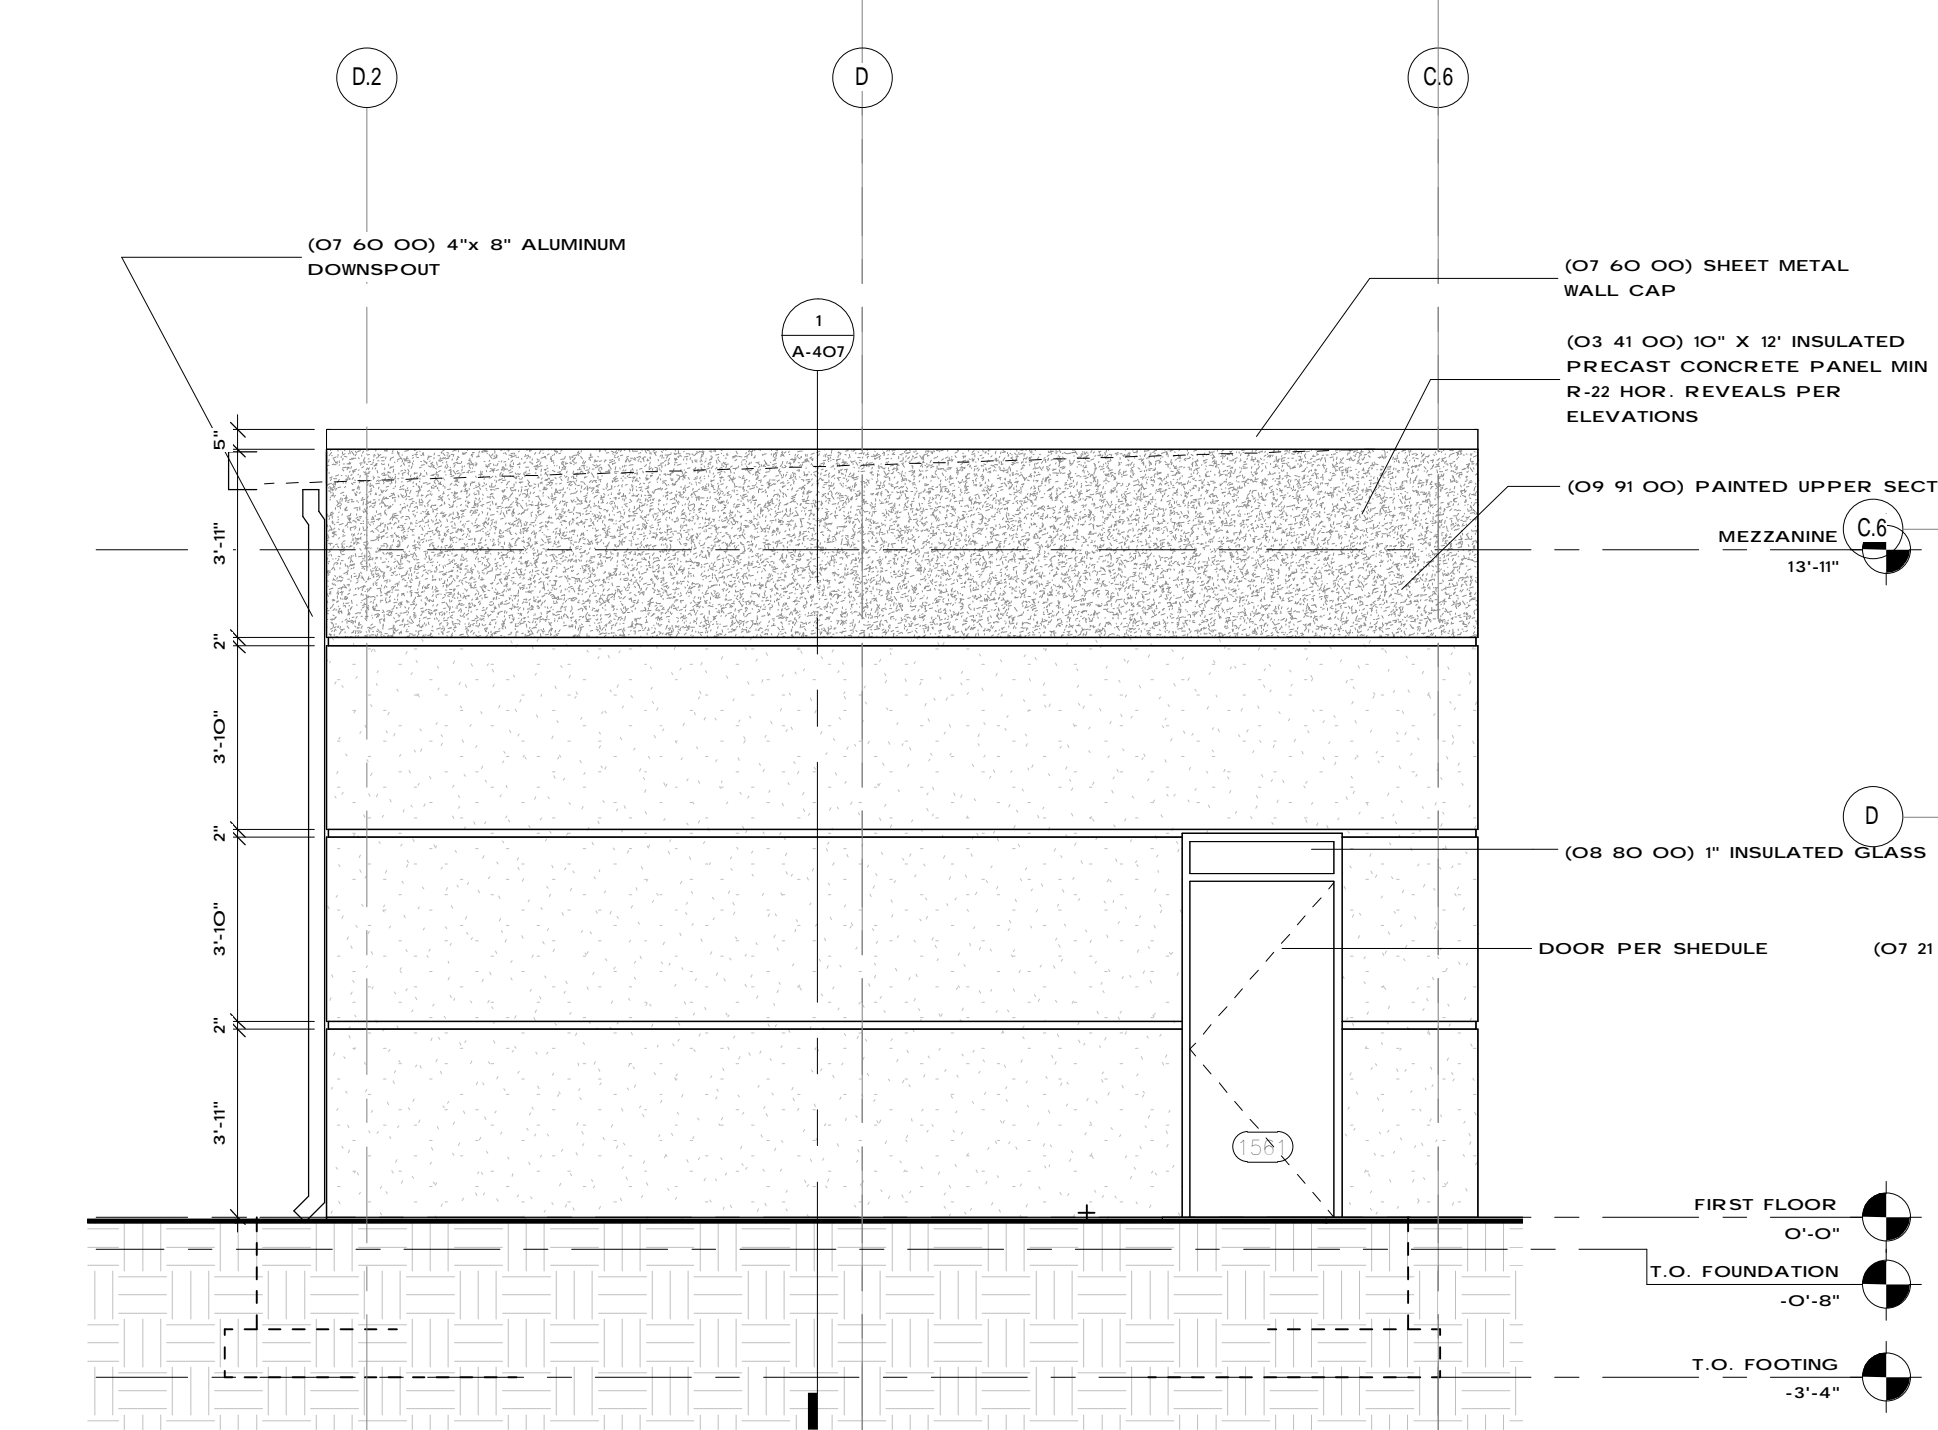 D.2
D
C.6
(07 60 00) 4"x 8" ALUMINUM
DOWNSPOUT
(07 60 00) SHEET METAL
WALL CAP
1
A-407
(03 41 00) 10" X 12' INSULATED
PRECAST CONCRETE PANEL MIN
R-22 HOR. REVEALS PER
ELEVATIONS
5"
(09 91 00) PAINTED UPPER SECT
3'-11"
MEZZANINE
13'-11"
C.6
2"
3'-10"
2"
D
(08 80 00) 1" INSULATED GLASS
3'-10"
DOOR PER SHEDULE
(07 21
2"
3'-11"
1561
FIRST FLOOR
0'-0"
T.O. FOUNDATION
-0'-8"
T.O. FOOTING
-3'-4"